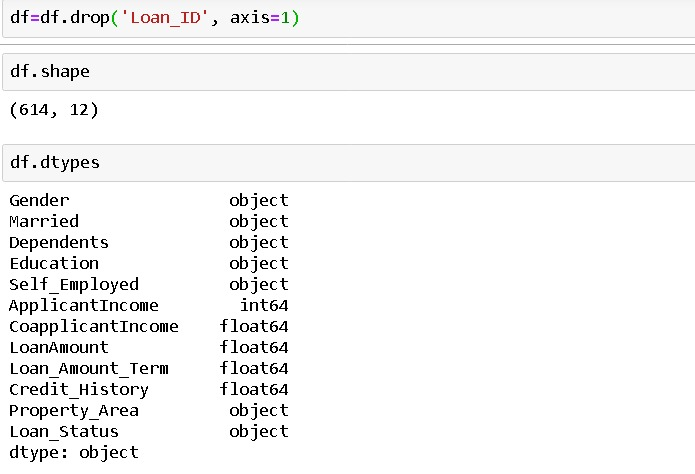 df=df.drop('Loan_ID', axis=1)
df.shape
(614, 12)
df.dtypes
Gender object
Married object
Dependents object
Education object
Self_Employed object
ApplicantIncome int64
CoapplicantIncome float64
LoanAmount float64
Loan_Amount_Term float64
Credit_History float64
Property_Area object
Loan_Status object
dtype: object